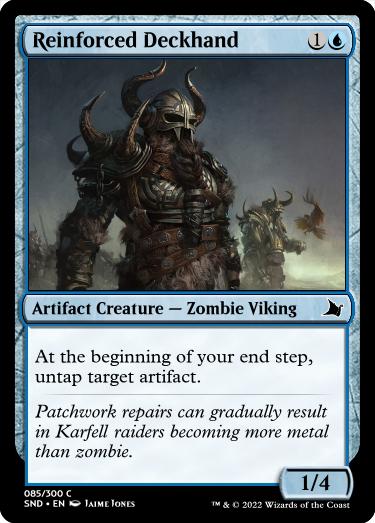 Reinforced Deckhand 1
Artifact Creature — Zombie Viking
At the beginning of your end step,
untap target artifact.
Patchwork repairs can gradually result
in Karfell raiders becoming more metal
than zombie.
1/4
085/300 C
SND • EN Jaime Jones ™ & © 2022 Wizards of the Coast